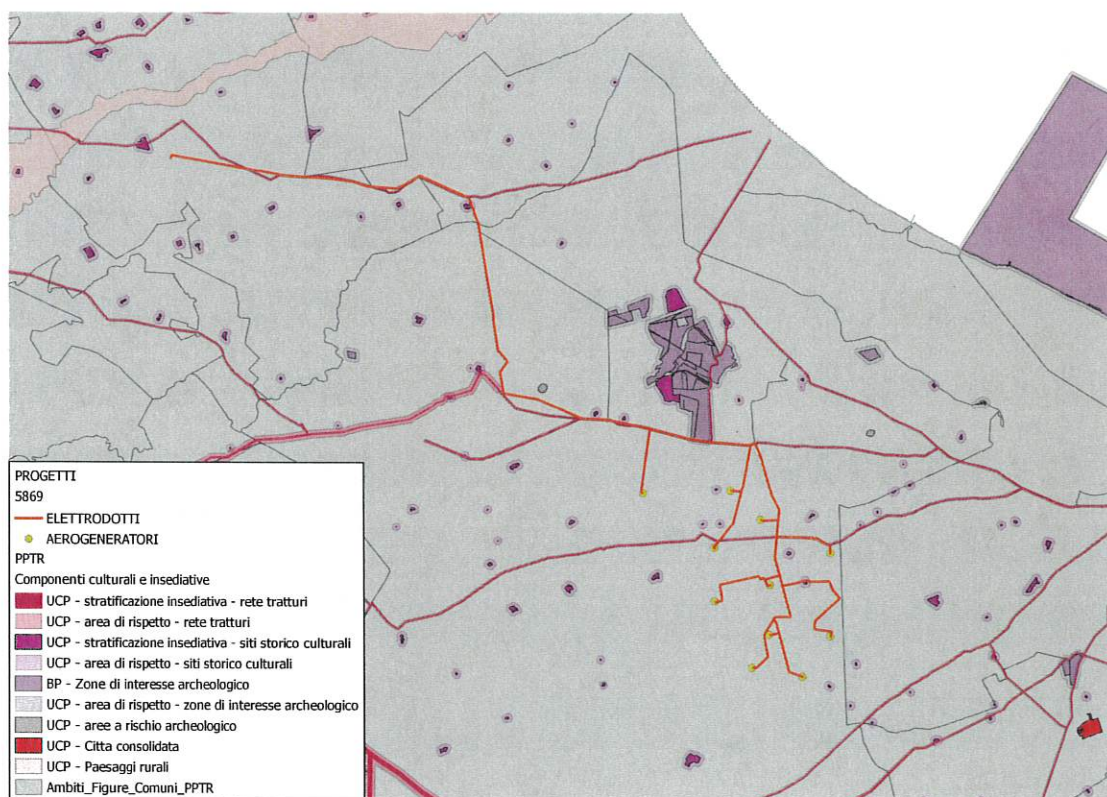 PROGETTI
5869
ELETTRODOTTI
AEROGENERATORI
PPTR
Componenti culturali e insediative
UCP - stratificazione insediativa - rete tratturi
UCP - area di rispetto - rete tratturi
UCP - stratificazione insediativa - siti storico culturali
UCP - area di rispetto - siti storico culturali
BP - Zone di interesse archeologico
UCP - area di rispetto - zone di interesse archeologico
UCP - aree a rischio archeologico
UCP - Citta consolidata
UCP - Paesaggi rurali
Ambiti_Figure_Comuni_PPTR